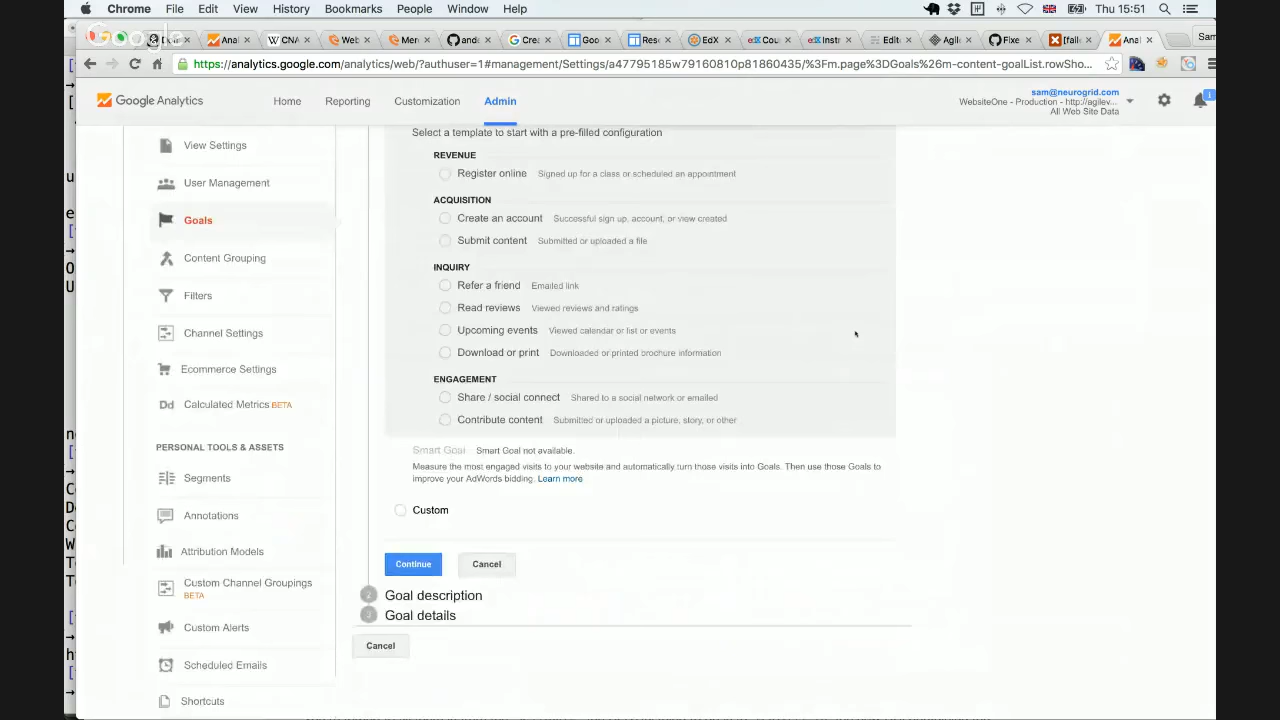 Chrome File Edit View History Bookmarks People Window Help Thu 15:51
Google
Anal CNA Web Mer and Crea Goo Res EdX Cou Instr Edit Agile Fixe [faile Anal Sam
https://analytics.google.com/analytics/web/?authuser=1#management/Settings/a47795185w79160810p81860435/%3Fm.page%3DGoals%26m-content-goalList.rowSho...
Google Analytics
Home Reporting Customization Admin
sam@neurogrid.com
WebsiteOne - Production - http://agilev...
All Web Site Data
1
View Settings
User Management
Goals
Content Grouping
Filters
Channel Settings
Ecommerce Settings
Dd Calculated Metrics BETA
PERSONAL TOOLS & ASSETS
Segments
Annotations
Attribution Models
Custom Channel Groupings
BETA
Custom Alerts
Scheduled Emails
Shortcuts
Select a template to start with a pre-filled configuration
REVENUE
Register online Signed up for a class or scheduled an appointment
ACQUISITION
Create an account Successful sign up, account, or view created
Submit content Submitted or uploaded a file
INQUIRY
Refer a friend Emailed link
Read reviews Viewed reviews and ratings
Upcoming events Viewed calendar or list or events
Download or print Downloaded or printed brochure information
ENGAGEMENT
Share / social connect Shared to a social network or emailed
Contribute content Submitted or uploaded a picture, story, or other
Smart Goal Smart Goal not available.
Measure the most engaged visits to your website and automatically turn those visits into Goals. Then use those Goals to
improve your AdWords bidding. Learn more
Custom
Continue Cancel
2 Goal description
3 Goal details
Cancel